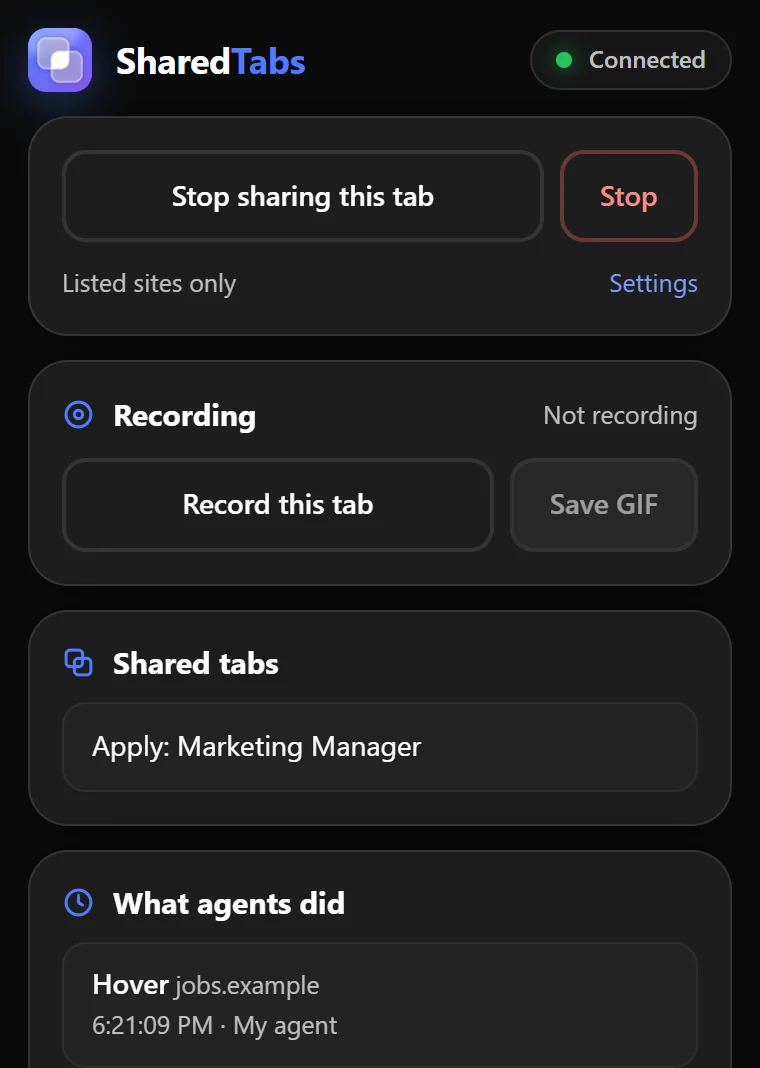 SharedTabs
Connected
Stop sharing this tab
Stop
Listed sites only
Settings
Recording
Not recording
Record this tab
Save GIF
Shared tabs
Apply: Marketing Manager
What agents did
Hover jobs.example
6:21:09 PM · My agent